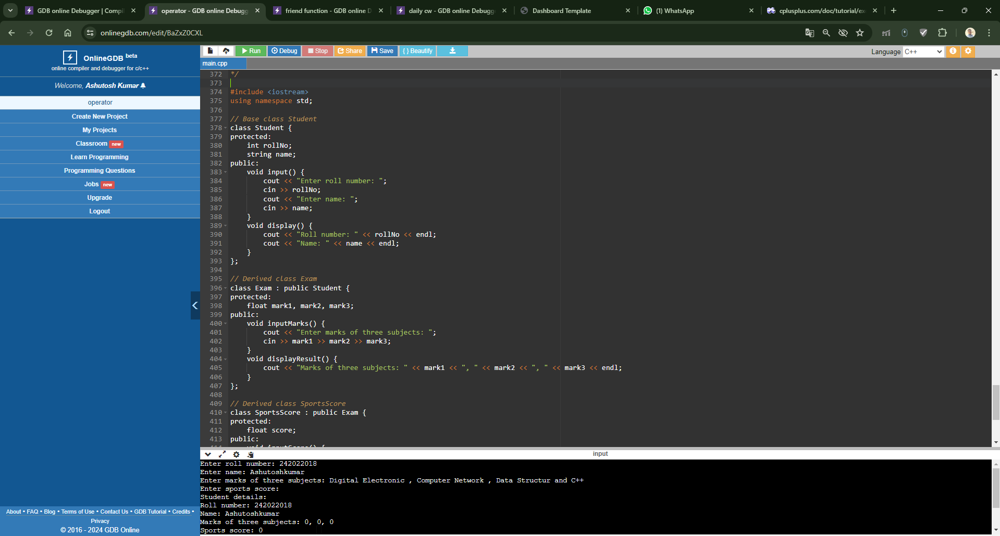 GDB online Debugger | Compil
operator - GDB online Debugg
friend function - GDB online D
daily cw - GDB online Debugg
Dashboard Template
(1) WhatsApp
cplusplus.com/doc/tutorial/ex
onlinegdb.com/edit/BaZxZ0CXL
OnlineGDB beta
online compiler and debugger for c/c++
Welcome, Ashutosh Kumar
operator
Create New Project
My Projects
Classroom new
Learn Programming
Programming Questions
Jobs new
Upgrade
Logout
About • FAQ • Blog • Terms of Use • Contact Us • GDB Tutorial • Credits •
Privacy
© 2016 - 2024 GDB Online
Run Debug Stop Share Save { } Beautify
Language C++
main.cpp
372 */
373
374 #include <iostream>
375 using namespace std;
376
377 // Base class Student
378 class Student {
379 protected:
380     int rollNo;
381     string name;
382 public:
383     void input() {
384         cout << "Enter roll number: ";
385         cin >> rollNo;
386         cout << "Enter name: ";
387         cin >> name;
388     }
389     void display() {
390         cout << "Roll number: " << rollNo << endl;
391         cout << "Name: " << name << endl;
392     }
393 };
394
395 // Derived class Exam
396 class Exam : public Student {
397 protected:
398     float mark1, mark2, mark3;
399 public:
400     void inputMarks() {
401         cout << "Enter marks of three subjects: ";
402         cin >> mark1 >> mark2 >> mark3;
403     }
404     void displayResult() {
405         cout << "Marks of three subjects: " << mark1 << ", " << mark2 << ", " << mark3 << endl;
406     }
407 };
408
409 // Derived class SportsScore
410 class SportsScore : public Exam {
411 protected:
412     float score;
413 public:
414     void inputScore() {
input
Enter roll number: 242022018
Enter name: Ashutoshkumar
Enter marks of three subjects: Digital Electronic , Computer Network , Data Structur and C++
Enter sports score:
Student details:
Roll number: 242022018
Name: Ashutoshkumar
Marks of three subjects: 0, 0, 0
Sports score: 0